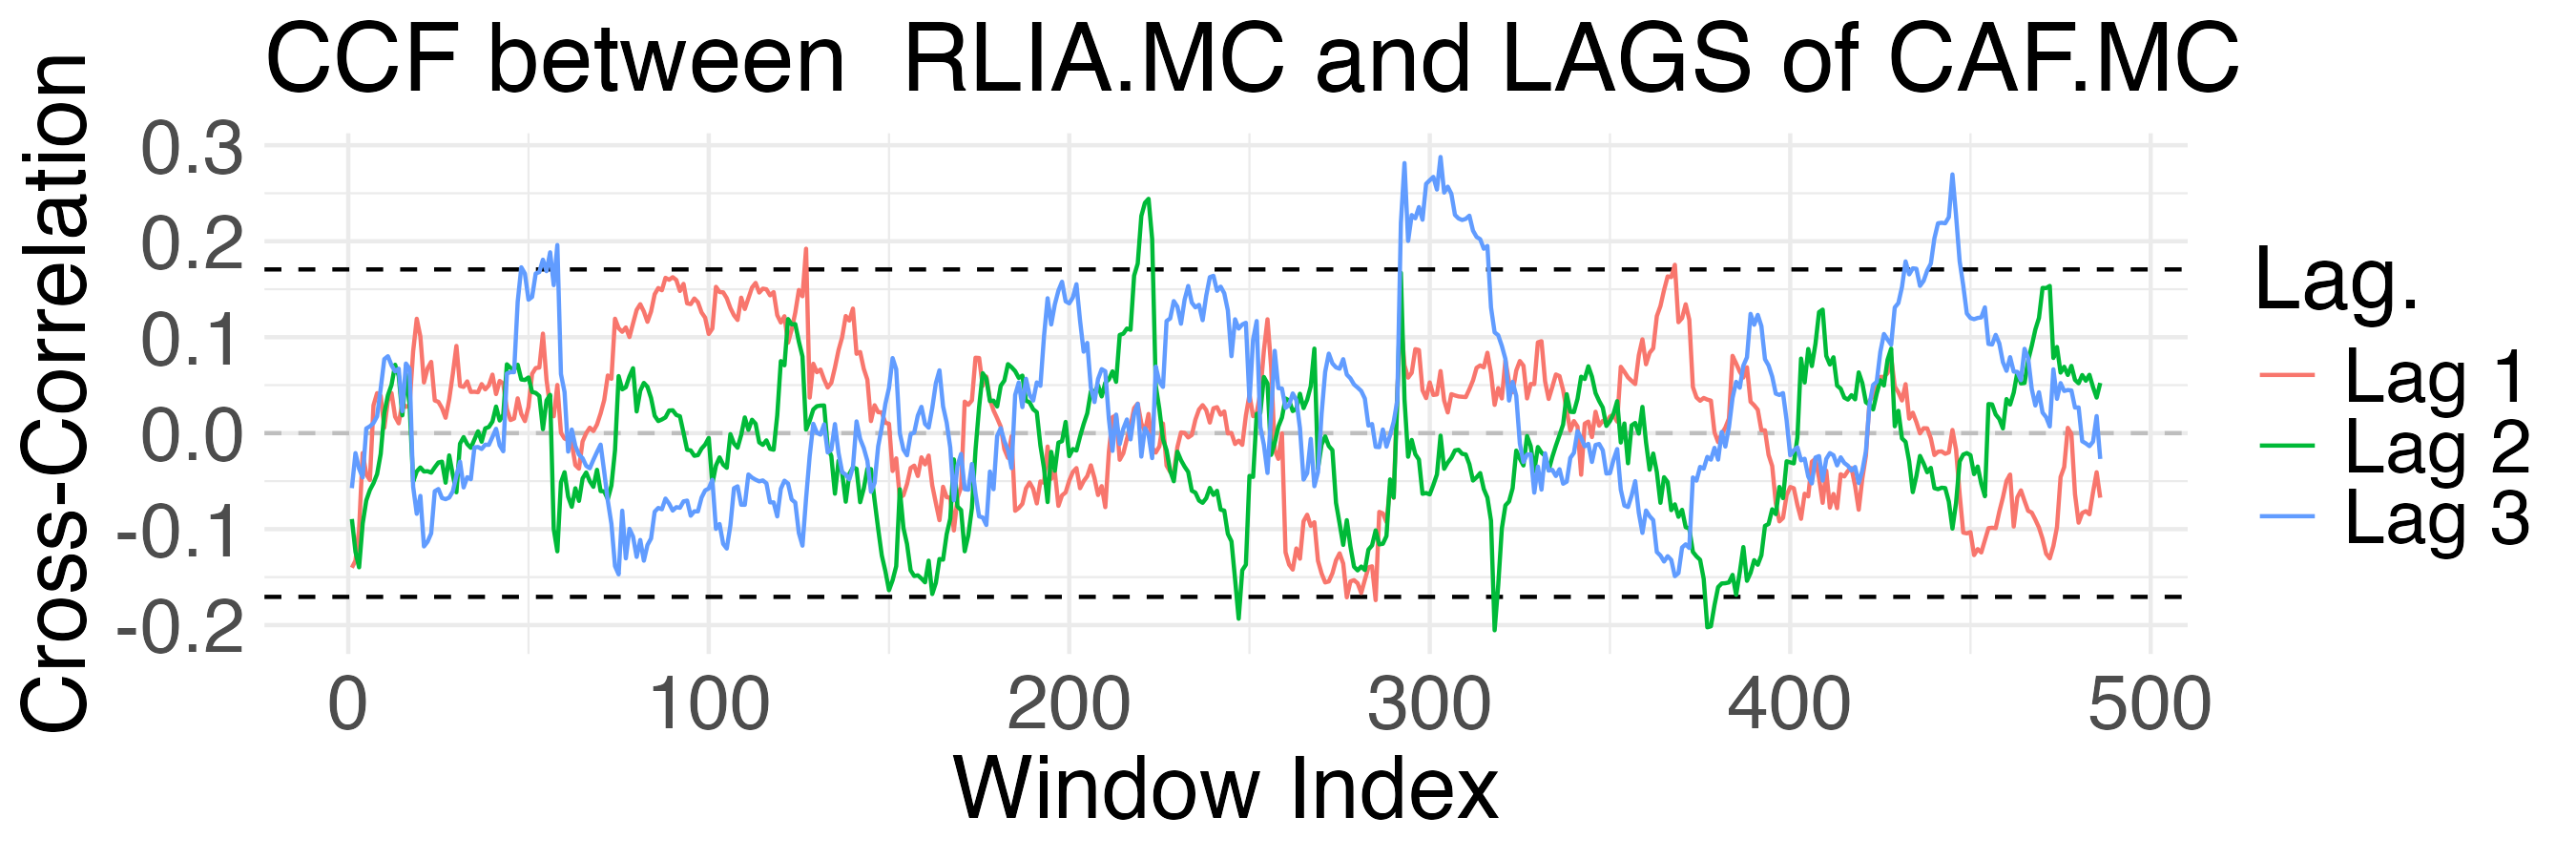 CCF between  RLIA.MC and LAGS of CAF.MC
Cross-Correlation
0.3
0.2
0.1
0.0
-0.1
-0.2
0 100 200 300 400 500
Window Index
Lag.
Lag 1
Lag 2
Lag 3